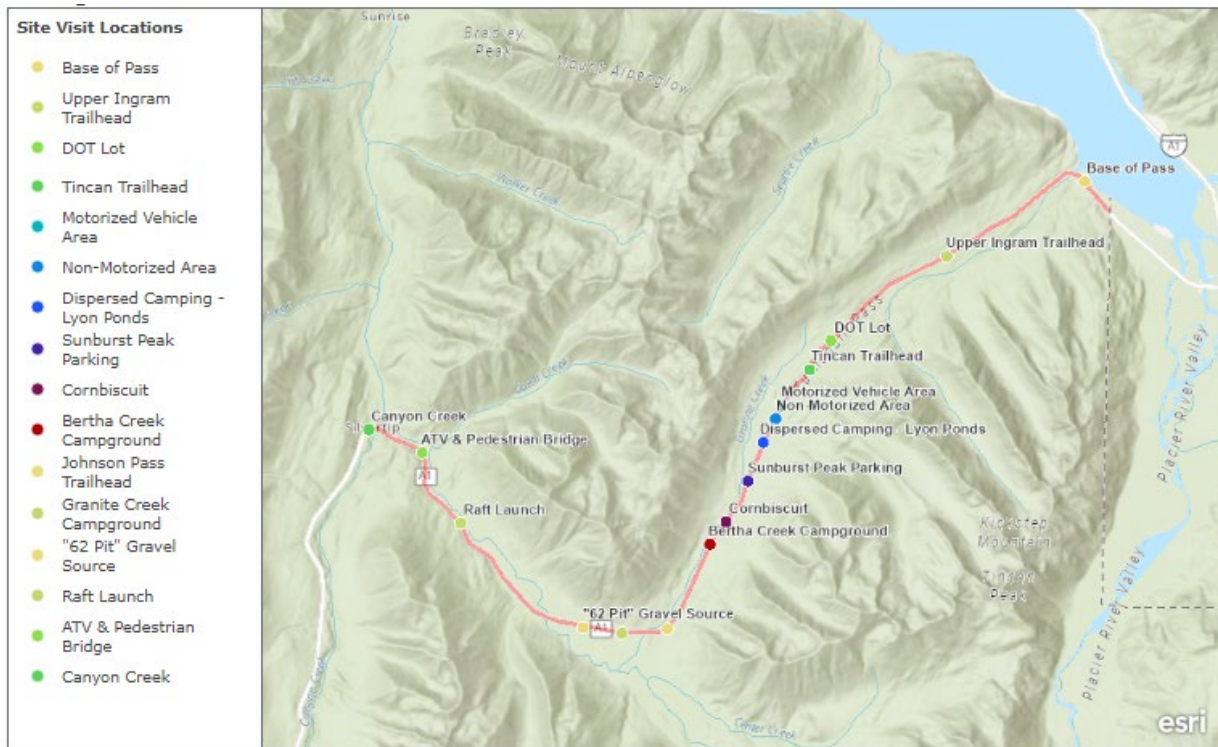 Site Visit Locations
Base of Pass
Upper Ingram
Trailhead
DOT Lot
Tincan Trailhead
Motorized Vehicle
Area
Non-Motorized Area
Dispersed Camping -
Lyon Ponds
Sunburst Peak
Parking
Cornbiscuit
Bertha Creek
Campground
Johnson Pass
Trailhead
Granite Creek
Campground
"62 Pit" Gravel
Source
Raft Launch
ATV & Pedestrian
Bridge
Canyon Creek
Sunrise
Bradley
Peak
Mount Alpenglow
A1
Base of Pass
Upper Ingram Trailhead
Pass
DOT Lot
Tincan Trailhead
Motorized Vehicle Area
Non-Motorized Area
Dispersed Camping - Lyon Ponds
Sunburst Peak Parking
Cornbiscuit
Bertha Creek Campground
Canyon Creek
ATV & Pedestrian Bridge
A1
Raft Launch
"62 Pit" Gravel Source
A1
Mountain
Tincan
Peak
Placier River Valley
Placier River Valley
Center Creek
esri